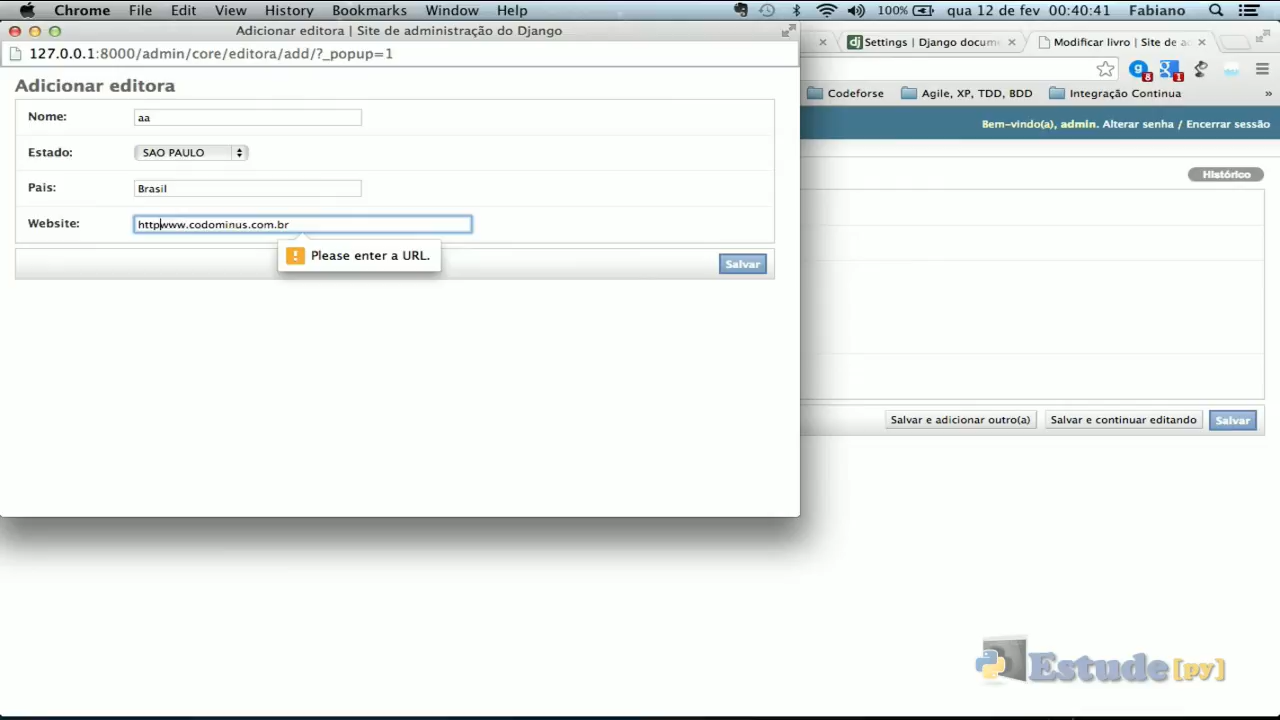 Chrome File Edit View History Bookmarks Window Help 100% qua 12 de fev 00:40:41 Fabiano
Adicionar editora | Site de administração do Django
127.0.0.1:8000/admin/core/editora/add/?_popup=1
Settings | Django docum
Modificar livro | Site de a
8
1
Codeforse
Agile, XP, TDD, BDD
Integração Continua
»
Bem-vindo(a), admin. Alterar senha / Encerrar sessão
Histórico
Adicionar editora
Nome: aa
Estado: SAO PAULO
Pais: Brasil
Website: httpwww.codominus.com.br
! Please enter a URL.
Salvar
Salvar e adicionar outro(a)
Salvar e continuar editando
Salvar
Estude[py]